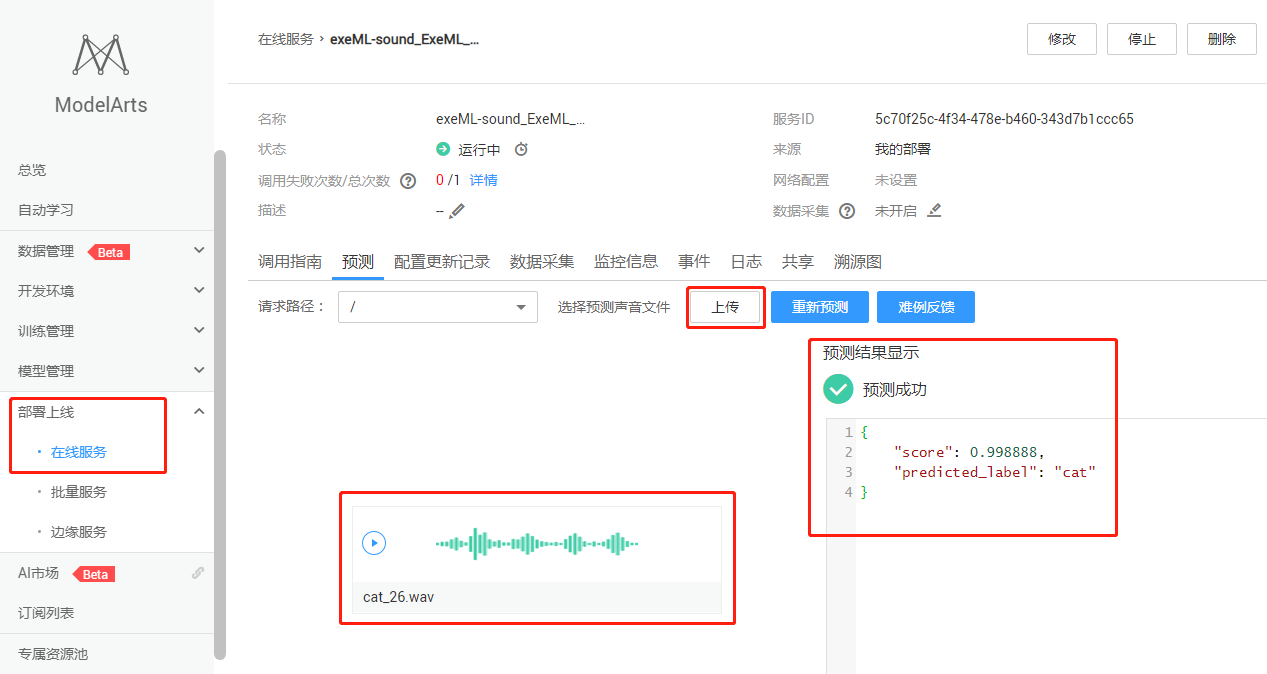 ModelArts
总览
自动学习
数据管理 Beta
开发环境
训练管理
模型管理
部署上线
在线服务
批量服务
边缘服务
AI市场 Beta
订阅列表
专属资源池
在线服务 › exeML-sound_ExeML_...
修改 停止 删除
名称 exeML-sound_ExeML_... 服务ID 5c70f25c-4f34-478e-b460-343d7b1ccc65
状态 运行中 来源 我的部署
调用失败次数/总次数 ? 0 /1 详情 网络配置 未设置
描述 -- 数据采集 ? 未开启
调用指南 预测 配置更新记录 数据采集 监控信息 事件 日志 共享 溯源图
请求路径： / 选择预测声音文件 上传 重新预测 难例反馈
预测结果显示
预测成功
1 {
2 "score": 0.998888,
3 "predicted_label": "cat"
4 }
cat_26.wav